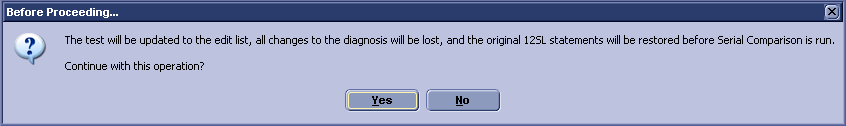 Before Proceeding...
The test will be updated to the edit list, all changes to the diagnosis will be lost, and the original 12SL statements will be restored before Serial Comparison is run.
Continue with this operation?
Yes
No